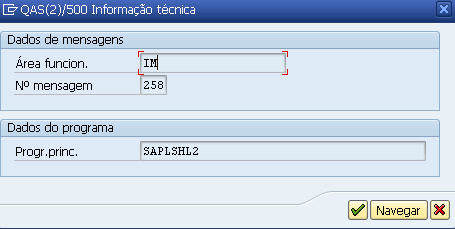 QAS(2)/500 Informação técnica
Dados de mensagens
Área funcion. IM
Nº mensagem 258
Dados do programa
Progr.princ. SAPLSHL2
Navegar